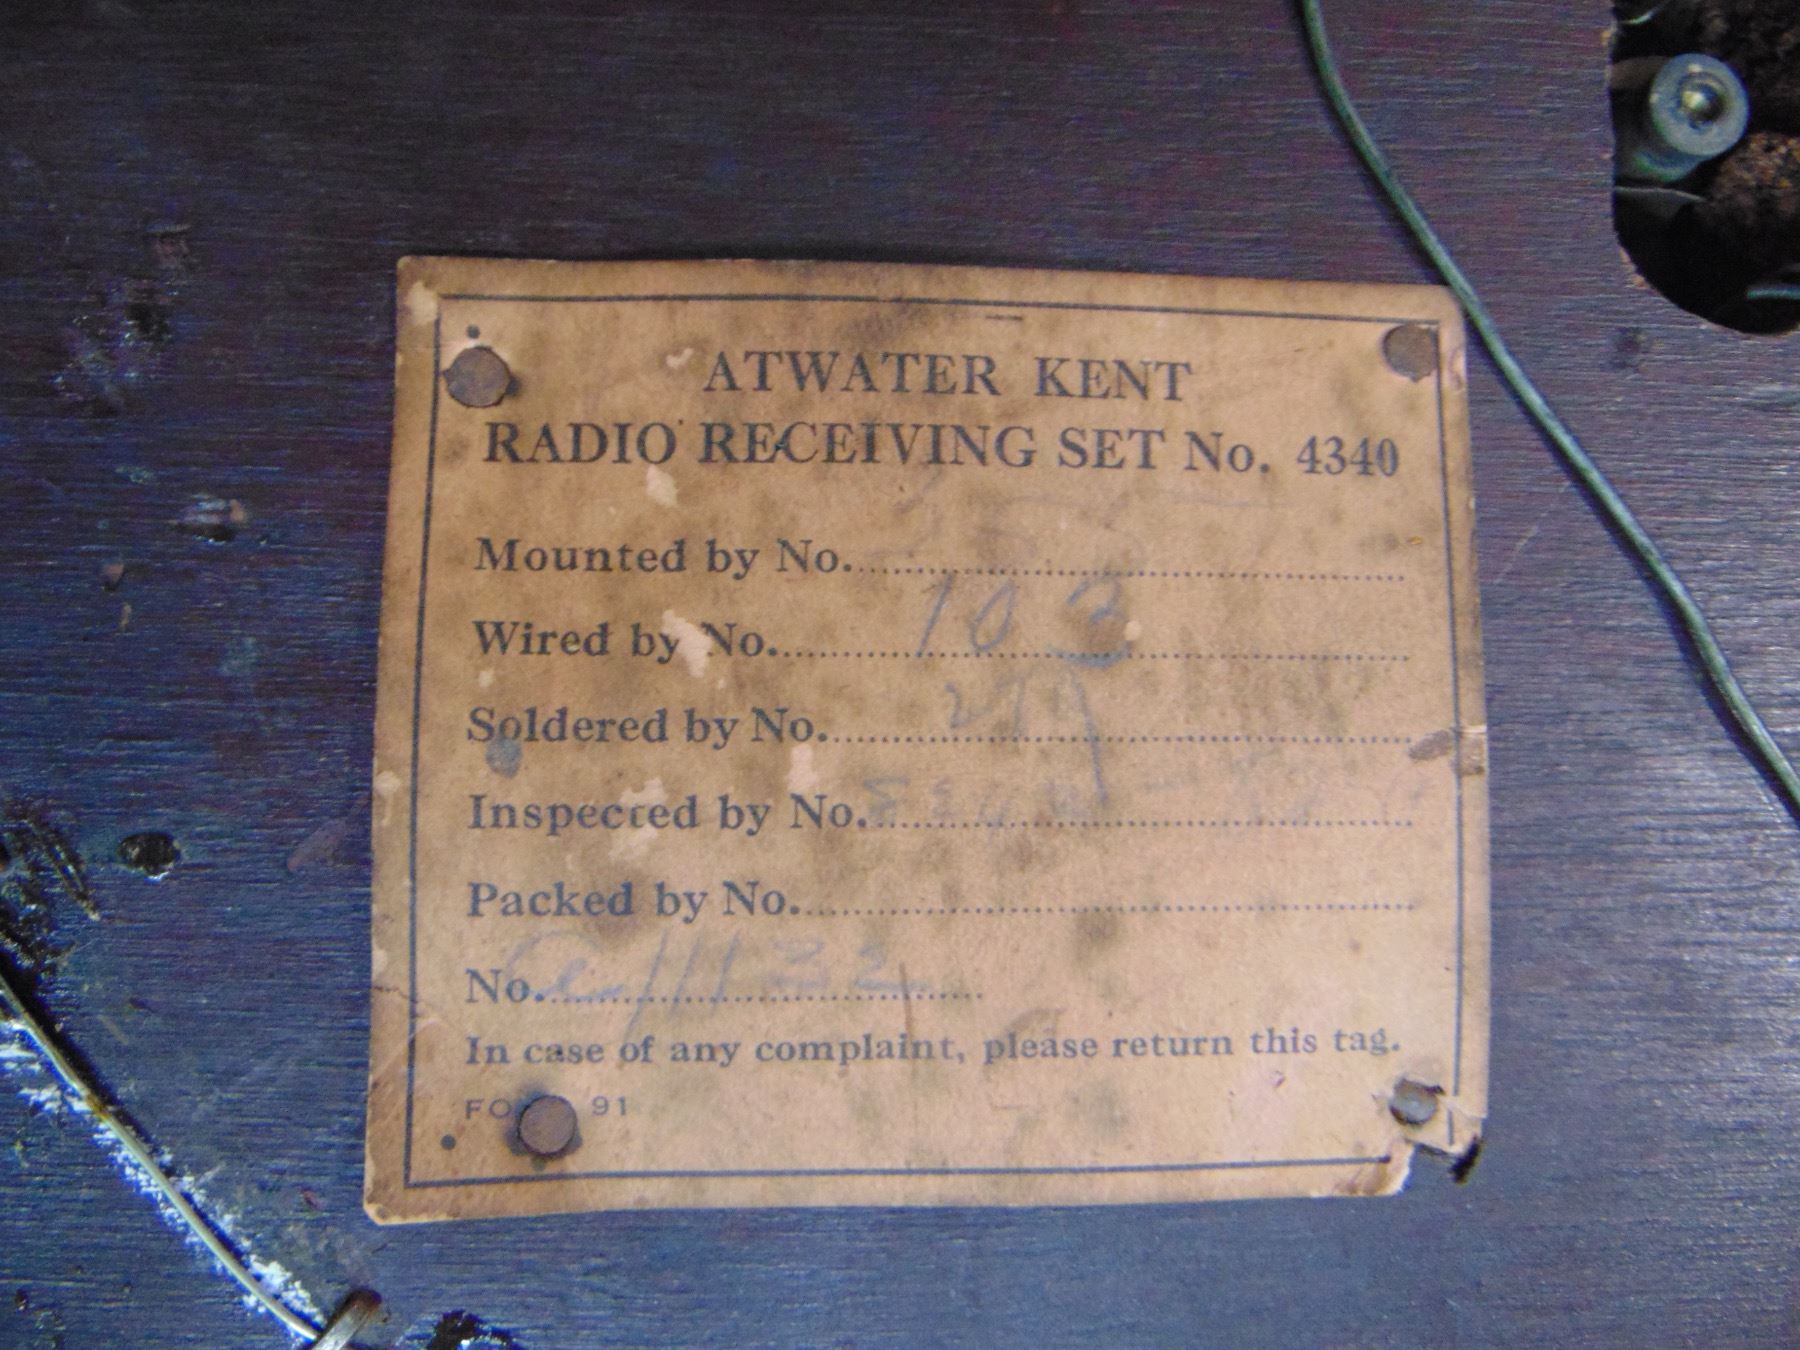 ATWATER KENT
RADIO RECEIVING SET No. 4340
Mounted by No.
Wired by No. 103
Soldered by No. 27
Inspected by No.
Packed by No.
No.
In case of any complaint, please return this tag.
91